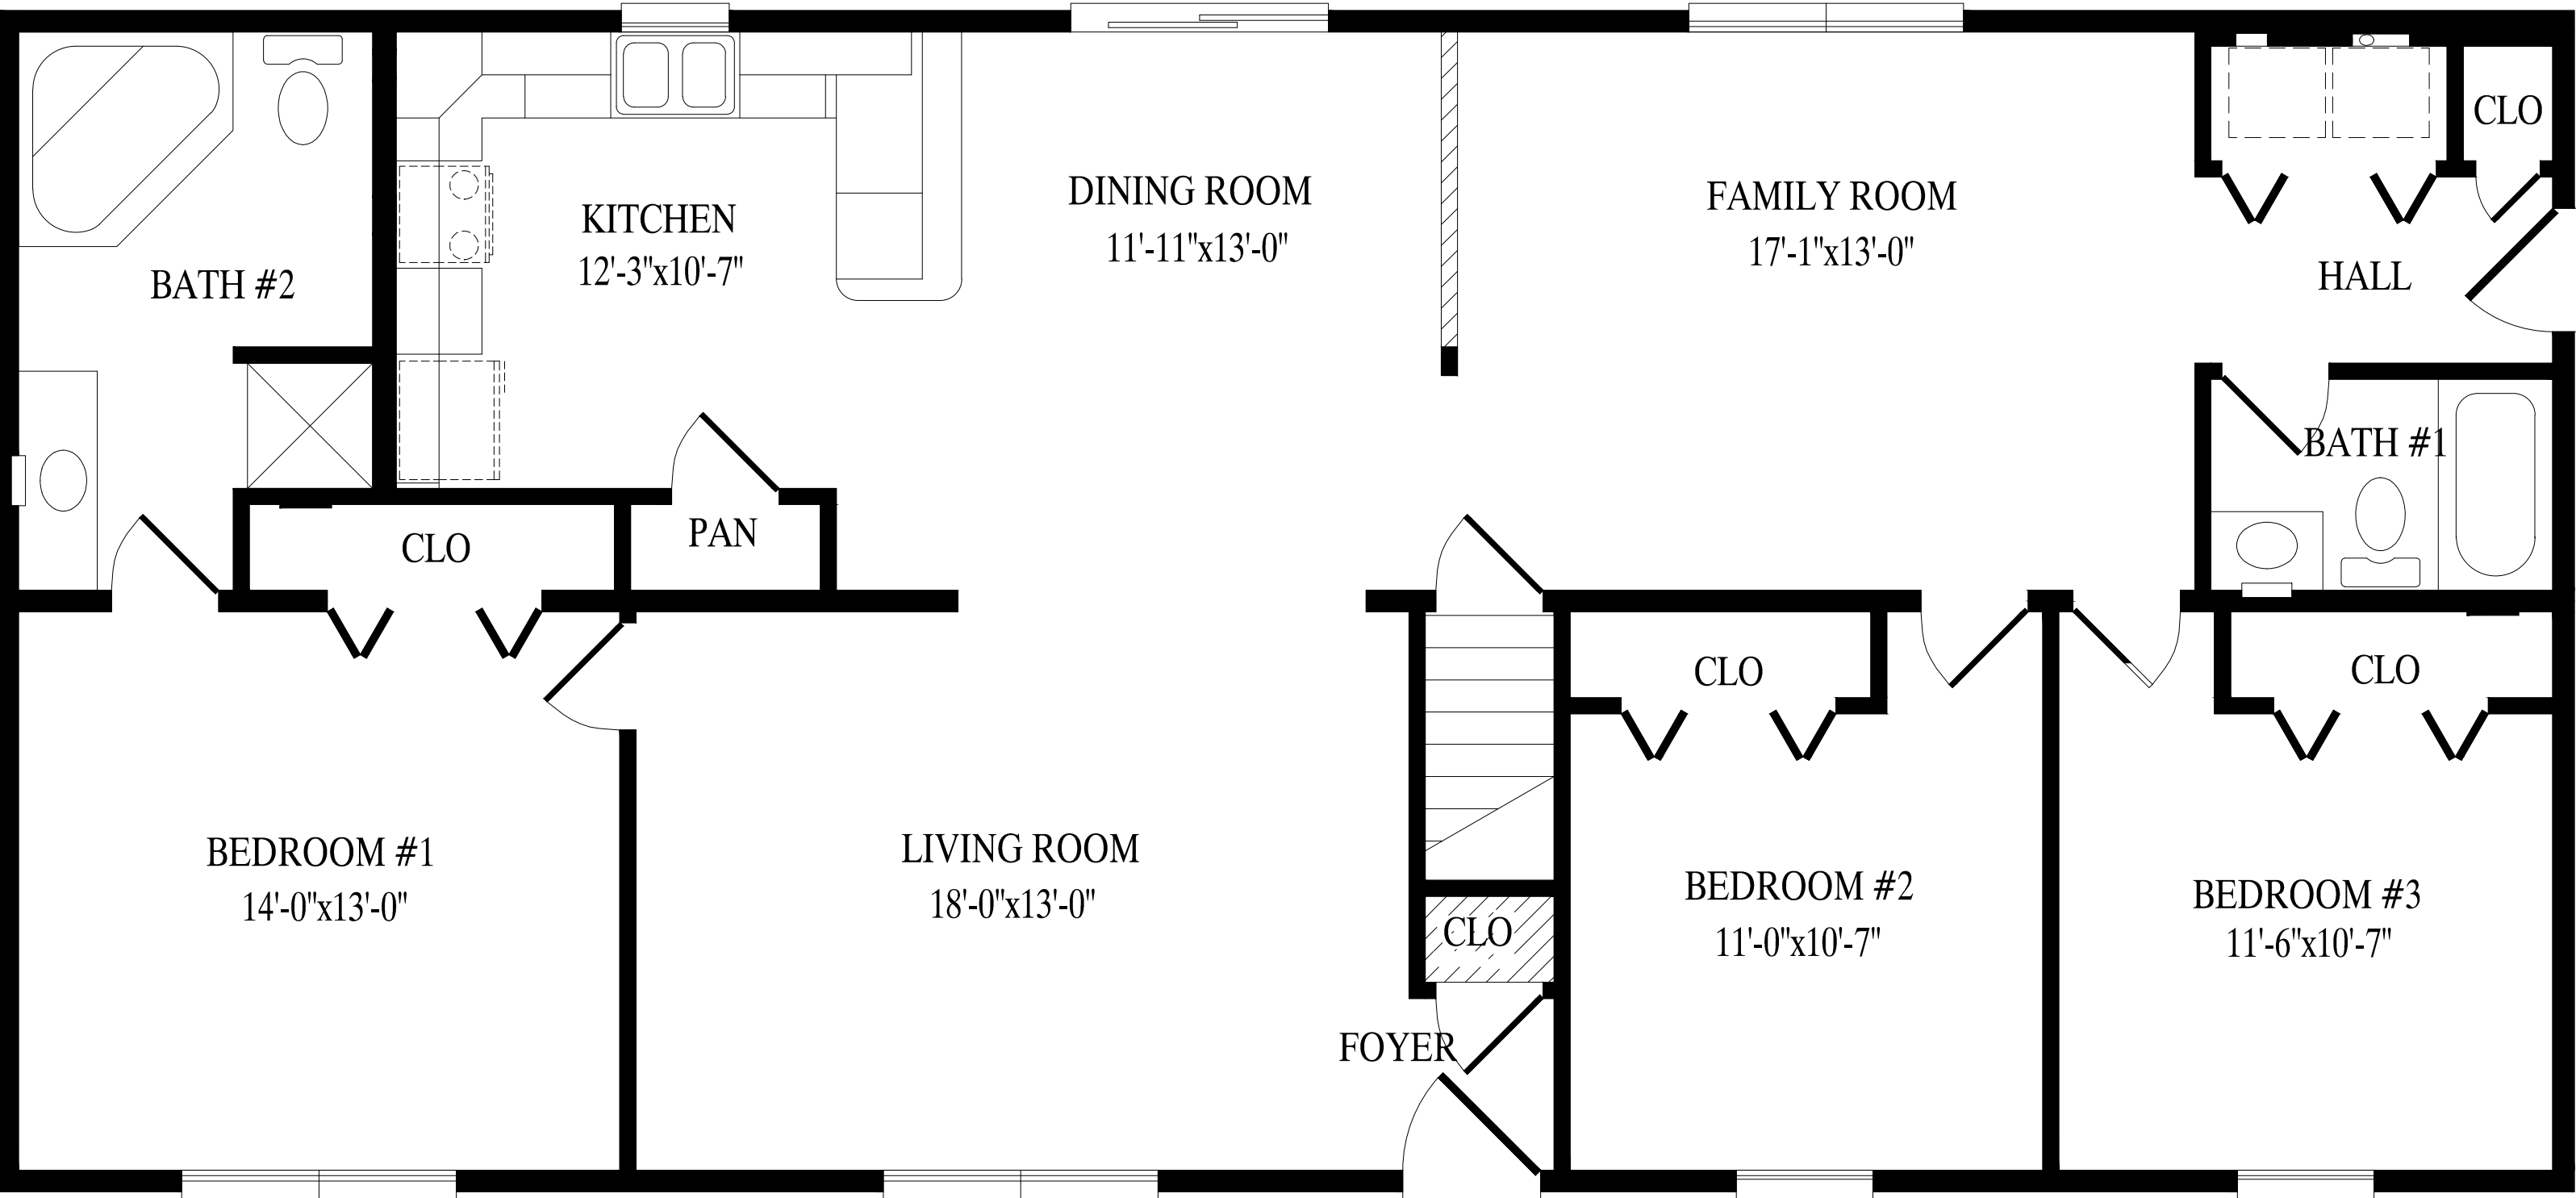 CLO
DINING ROOM
11'-11"x13'-0"
FAMILY ROOM
17'-1"x13'-0"
KITCHEN
12'-3"x10'-7"
BATH #2
HALL
BATH #1
PAN
CLO
CLO
CLO
BEDROOM #1
14'-0"x13'-0"
LIVING ROOM
18'-0"x13'-0"
BEDROOM #2
11'-0"x10'-7"
BEDROOM #3
11'-6"x10'-7"
CLO
FOYER